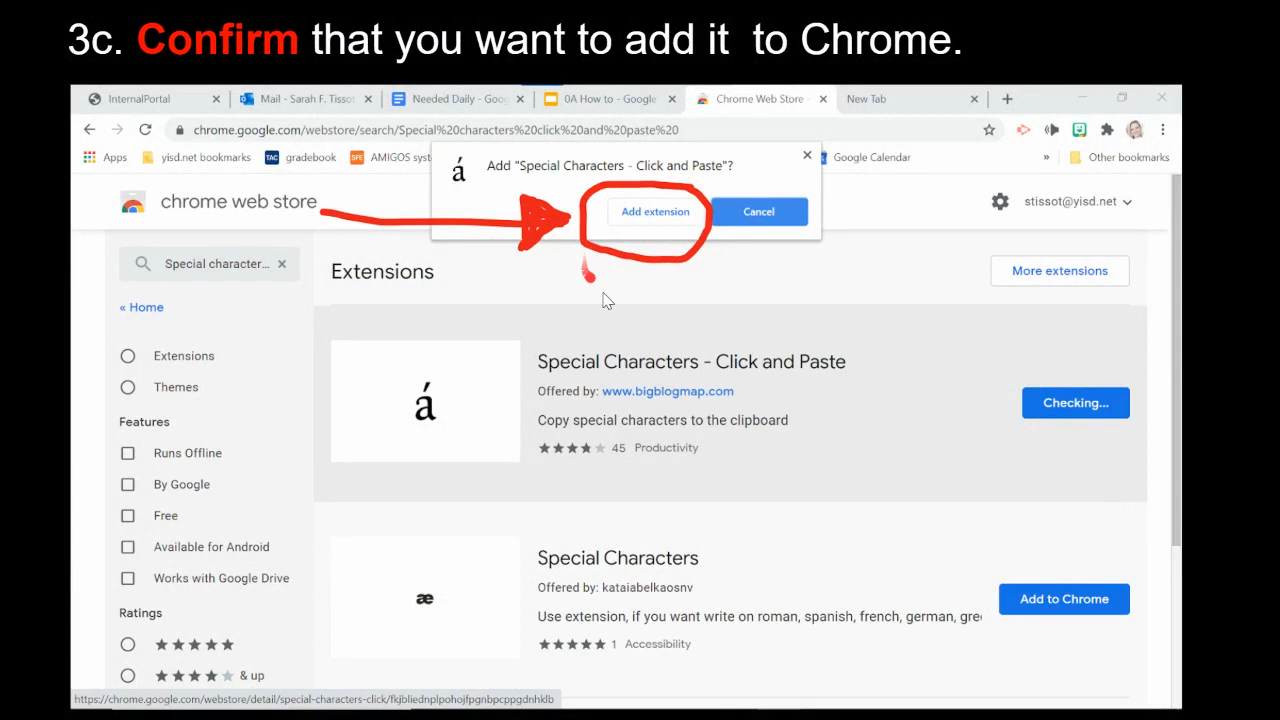 3c. Confirm that you want to add it to Chrome.
InternalPortal
Mail - Sarah F. Tissot
Needed Daily - Goog
0A How to - Google
Chrome Web Store -
New Tab
chrome.google.com/webstore/search/Special%20characters%20click%20and%20paste%20
Apps
yisd.net bookmarks
TAC gradebook
SFE AMIGOS syst
Google Calendar
» Other bookmarks
á
Add "Special Characters - Click and Paste"?
Add extension
Cancel
chrome web store
stissot@yisd.net
Special character...
Extensions
More extensions
« Home
Extensions
Themes
Features
Runs Offline
By Google
Free
Available for Android
Works with Google Drive
Ratings
& up
á
Special Characters - Click and Paste
Offered by: www.bigblogmap.com
Copy special characters to the clipboard
45 Productivity
Checking...
æ
Special Characters
Offered by: kataiabelkaosnv
Use extension, if you want write on roman, spanish, french, german, gre
1 Accessibility
Add to Chrome
https://chrome.google.com/webstore/detail/special-characters-click/fkjbliednplpohojfpgnbpcppgdnhklb